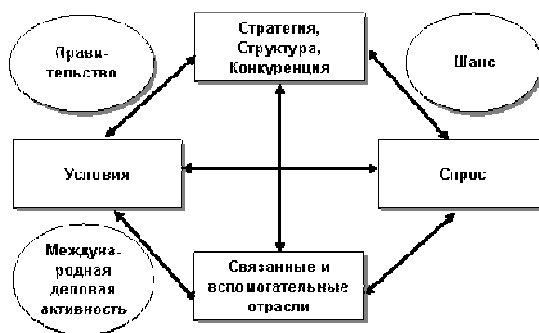 Стратегия,
Структура,
Конкуренция
Прави-
тельство
Шанс
Условия
Спрос
Междуна-
родная
деловая
активность
Связанные и
вспомогательные
отрасли